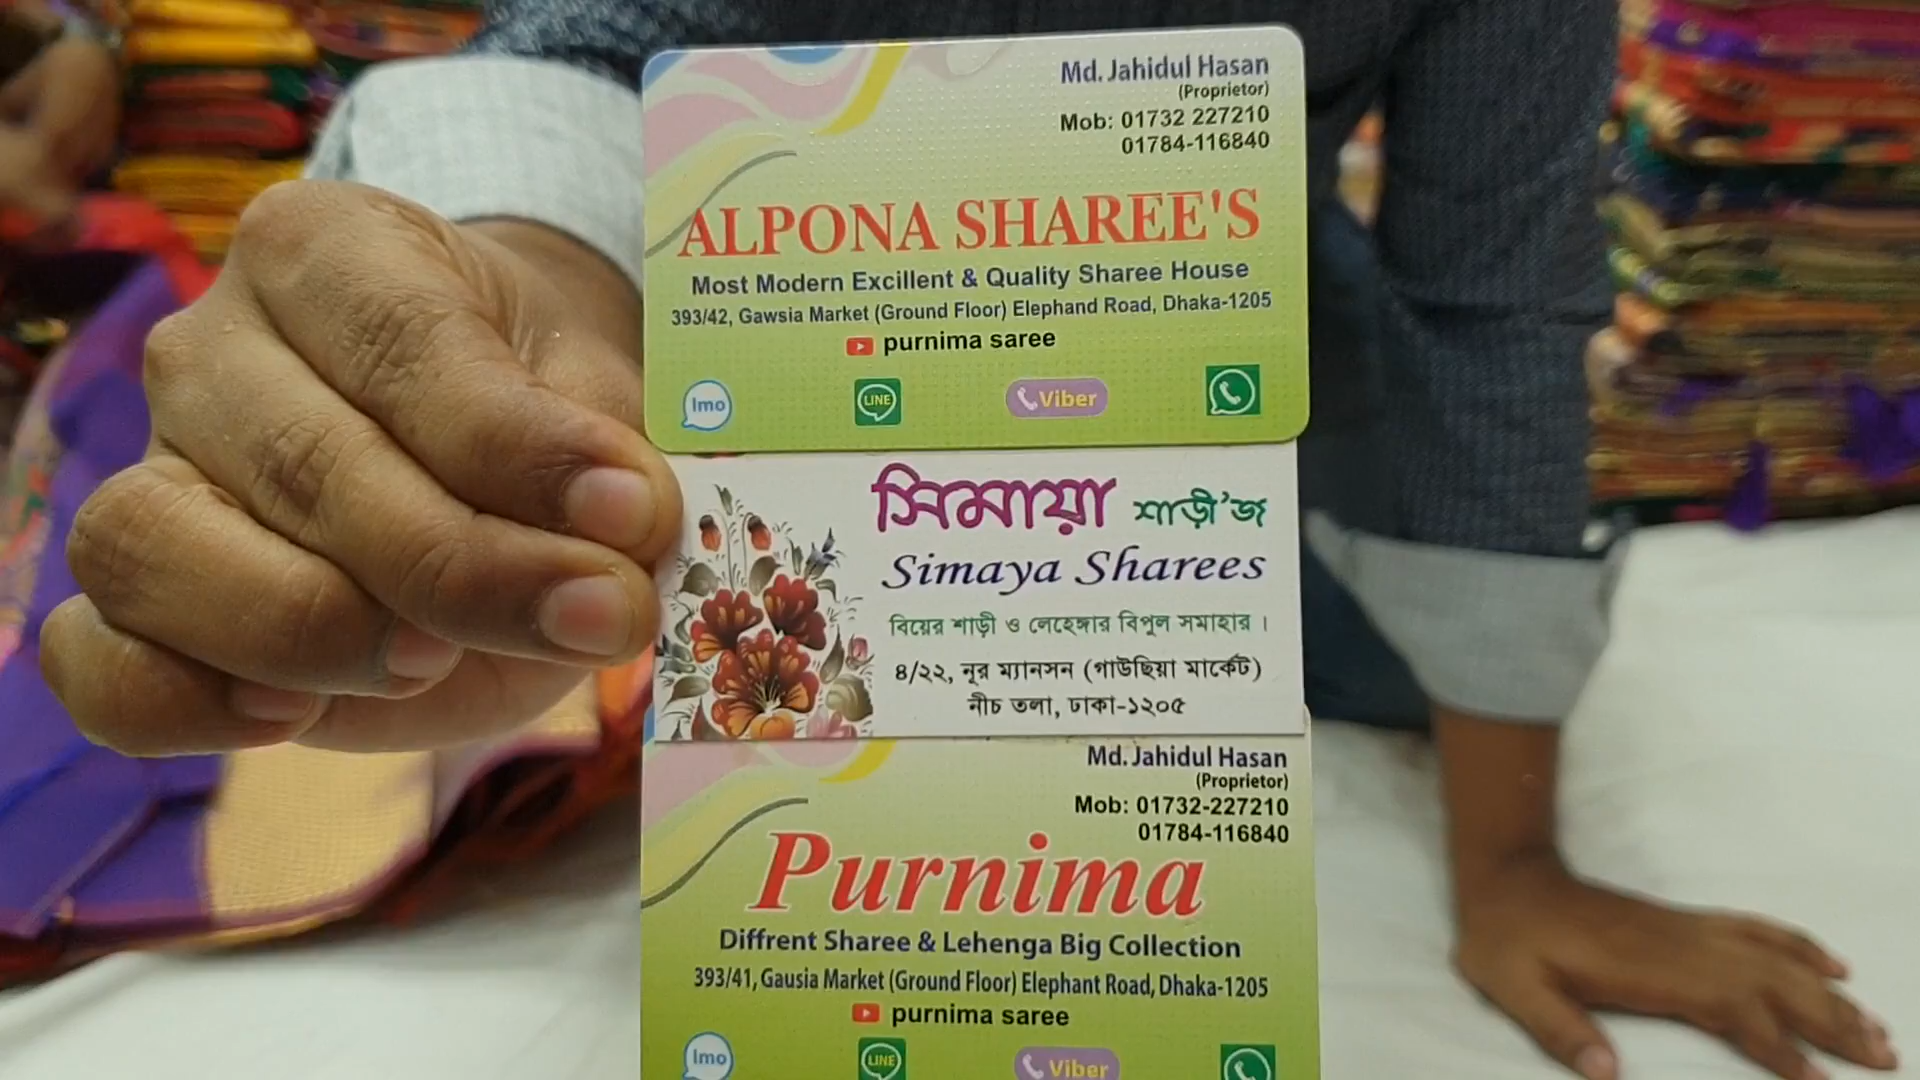 Md. Jahidul Hasan
(Proprietor)
Mob: 01732 227210
01784-116840
ALPONA SHAREE'S
Most Modern Excillent & Quality Sharee House
393/42, Gawsia Market (Ground Floor) Elephand Road, Dhaka-1205
purnima saree
Imo LINE Viber
সিমায়া শাড়ী'জ
Simaya Sharees
বিয়ের শাড়ী ও লেহেঙ্গার বিপুল সমাহার ।
৪/২২, নূর ম্যানসন (গাউছিয়া মার্কেট)
নীচ তলা, ঢাকা-১২০৫
Md. Jahidul Hasan
(Proprietor)
Mob: 01732-227210
01784-116840
Purnima
Diffrent Sharee & Lehenga Big Collection
393/41, Gausia Market (Ground Floor) Elephant Road, Dhaka-1205
purnima saree
Imo LINE Viber